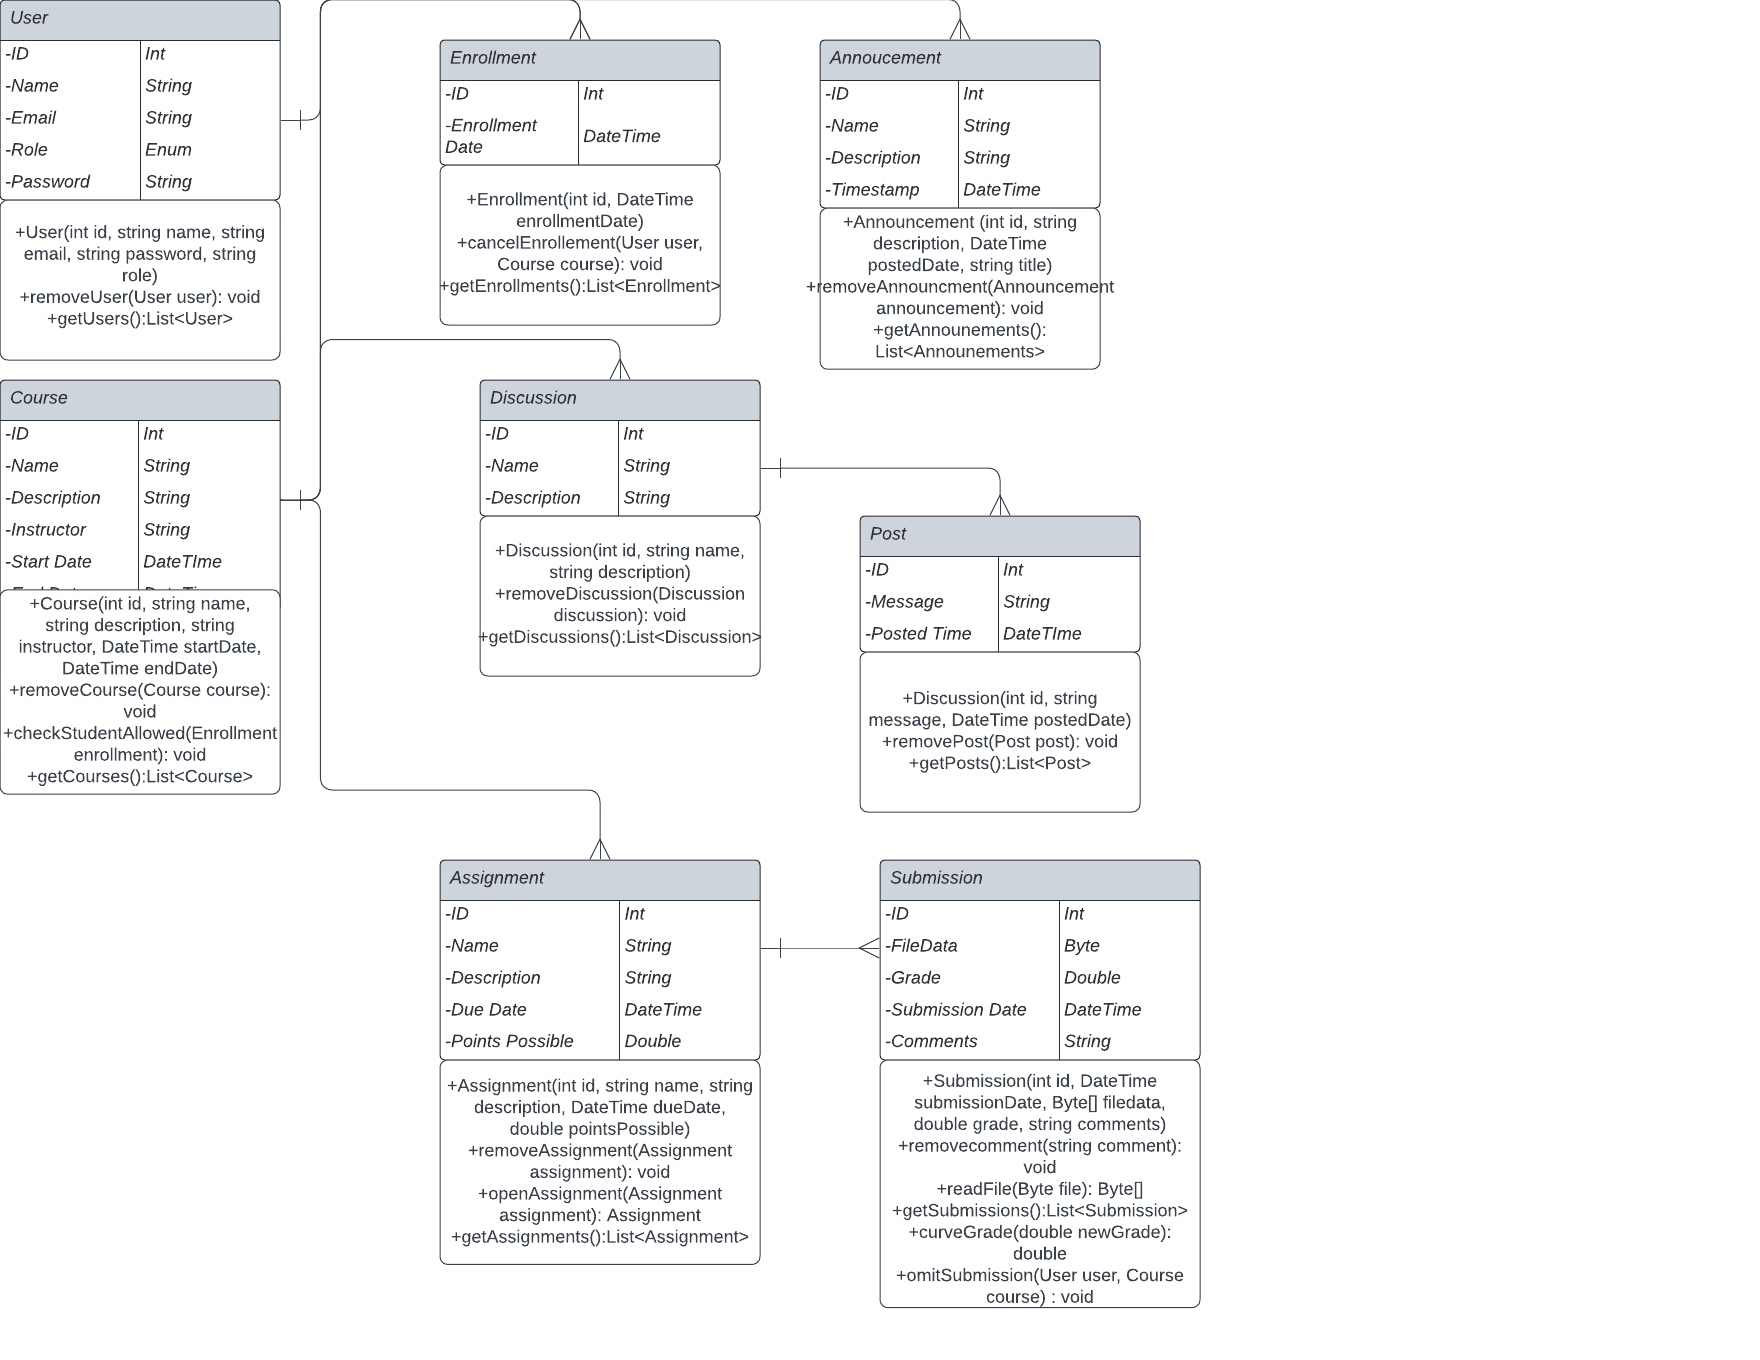 User
-ID Int
-Name String
-Email String
-Role Enum
-Password String
+User(int id, string name, string
email, string password, string
role)
+removeUser(User user): void
+getUsers():List<User>
Enrollment
-ID Int
-Enrollment
Date DateTime
+Enrollment(int id, DateTime
enrollmentDate)
+cancelEnrollement(User user,
Course course): void
+getEnrollments():List<Enrollment>
Annoucement
-ID Int
-Name String
-Description String
-Timestamp DateTime
+Announcement (int id, string
description, DateTime
postedDate, string title)
+removeAnnouncment(Announcement
announcement): void
+getAnnounements():
List<Announements>
Course
-ID Int
-Name String
-Description String
-Instructor String
-Start Date DateTIme
+Course(int id, string name,
string description, string
instructor, DateTime startDate,
DateTime endDate)
+removeCourse(Course course):
void
+checkStudentAllowed(Enrollment
enrollment): void
+getCourses():List<Course>
Discussion
-ID Int
-Name String
-Description String
+Discussion(int id, string name,
string description)
+removeDiscussion(Discussion
discussion): void
+getDiscussions():List<Discussion>
Post
-ID Int
-Message String
-Posted Time DateTIme
+Discussion(int id, string
message, DateTime postedDate)
+removePost(Post post): void
+getPosts():List<Post>
Assignment
-ID Int
-Name String
-Description String
-Due Date DateTime
-Points Possible Double
+Assignment(int id, string name, string
description, DateTime dueDate,
double pointsPossible)
+removeAssignment(Assignment
assignment): void
+openAssignment(Assignment
assignment): Assignment
+getAssignments():List<Assignment>
Submission
-ID Int
-FileData Byte
-Grade Double
-Submission Date DateTime
-Comments String
+Submission(int id, DateTime
submissionDate, Byte[] filedata,
double grade, string comments)
+removecomment(string comment):
void
+readFile(Byte file): Byte[]
+getSubmissions():List<Submission>
+curveGrade(double newGrade):
double
+omitSubmission(User user, Course
course) : void